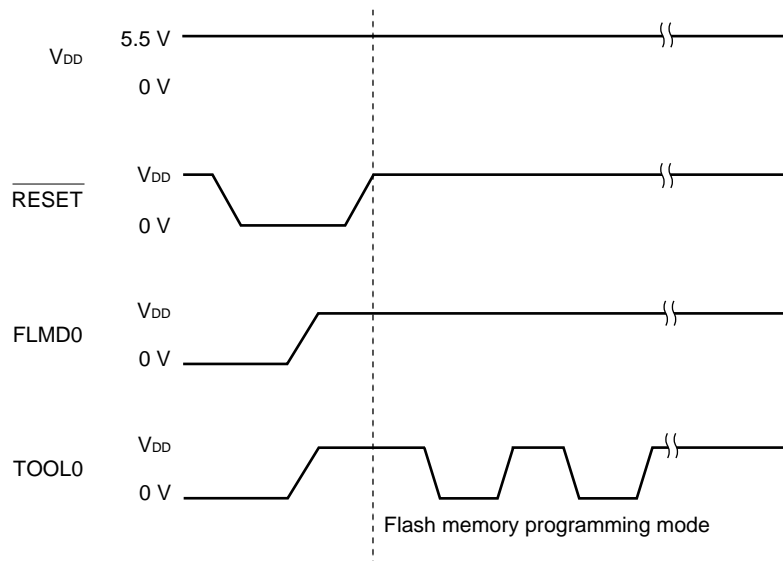 VDD
5.5 V
0 V
RESET
VDD
0 V
FLMD0
VDD
0 V
TOOL0
VDD
0 V
Flash memory programming mode